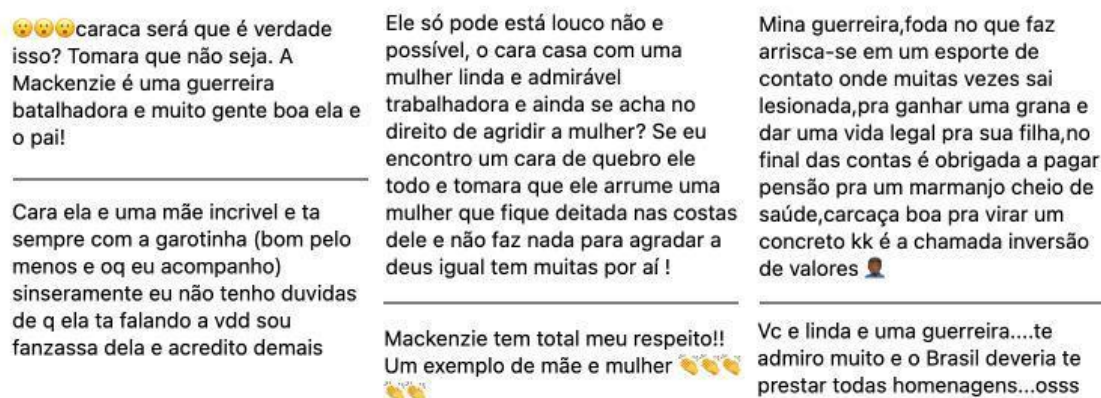 😮😮😮caraca será que é verdade
isso? Tomara que não seja. A
Mackenzie é uma guerreira
batalhadora e muito gente boa ela e
o pai!
Cara ela e uma mãe incrivel e ta
sempre com a garotinha (bom pelo
menos e oq eu acompanho)
sinseramente eu não tenho duvidas
de q ela ta falando a vdd sou
fanzassa dela e acredito demais
Ele só pode está louco não e
possível, o cara casa com uma
mulher linda e admirável
trabalhadora e ainda se acha no
direito de agridir a mulher? Se eu
encontro um cara de quebro ele
todo e tomara que ele arrume uma
mulher que fique deitada nas costas
dele e não faz nada para agradar a
deus igual tem muitas por aí !
Mackenzie tem total meu respeito!!
Um exemplo de mãe e mulher 👏👏👏
👏👏
Mina guerreira,foda no que faz
arrisca-se em um esporte de
contato onde muitas vezes sai
lesionada,pra ganhar uma grana e
dar uma vida legal pra sua filha,no
final das contas é obrigada a pagar
pensão pra um marmanjo cheio de
saúde,carcaça boa pra virar um
concreto kk é a chamada inversão
de valores 🤦🏿‍♂️
Vc e linda e uma guerreira....te
admiro muito e o Brasil deveria te
prestar todas homenagens...osss